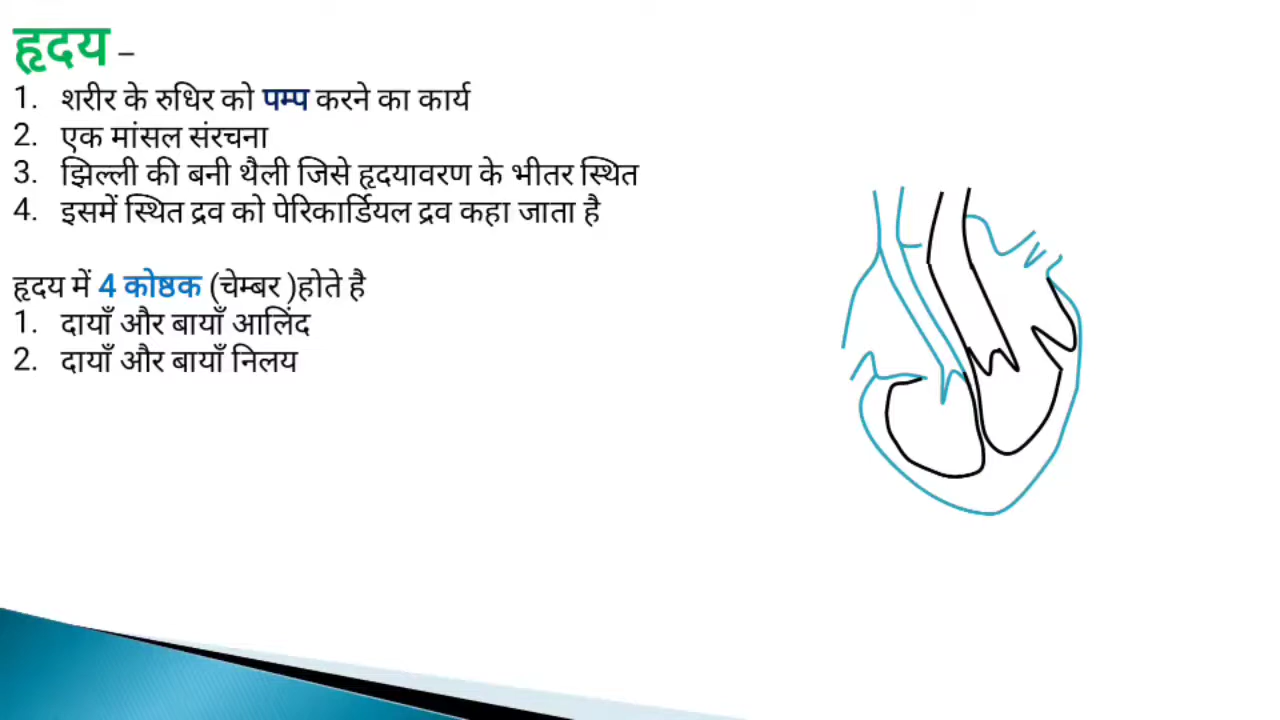 हृदय –
1. शरीर के रुधिर को पम्प करने का कार्य
2. एक मांसल संरचना
3. झिल्ली की बनी थैली जिसे हृदयावरण के भीतर स्थित
4. इसमें स्थित द्रव को पेरिकार्डियल द्रव कहा जाता है
हृदय में 4 कोष्ठक (चेम्बर )होते है
1. दायाँ और बायाँ आलिंद
2. दायाँ और बायाँ निलय